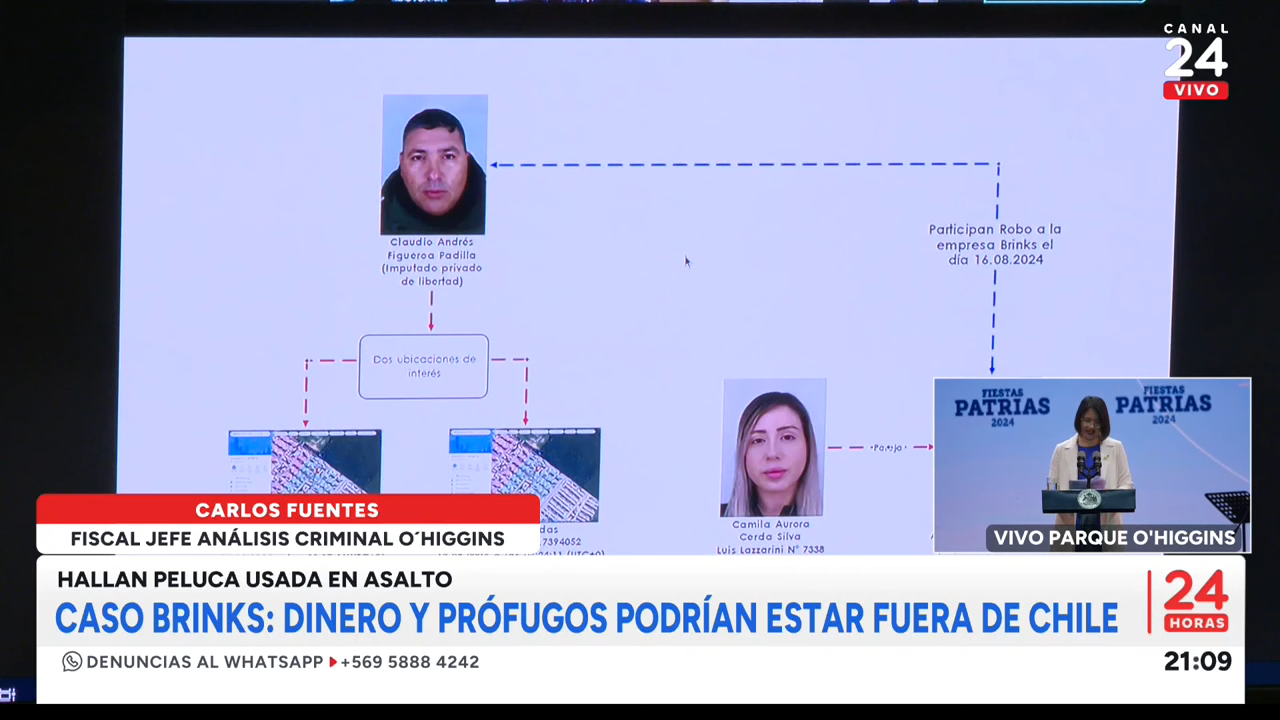 CANAL
24
VIVO
Claudio Andrés
Figueroa Padilla
(Imputado privado
de libertad)
Participan Robo a la
empresa Brinks el
día 16.08.2024
Dos ubicaciones de
interés
Pareja
Camila Aurora
Cerda Silva
Luis Lazzarini N° 7338
7394052
(UTC+0)
FIESTAS
PATRIAS
2024
FIESTAS
PATRIAS
2024
VIVO PARQUE O'HIGGINS
CARLOS FUENTES
FISCAL JEFE ANÁLISIS CRIMINAL O´HIGGINS
HALLAN PELUCA USADA EN ASALTO
CASO BRINKS: DINERO Y PRÓFUGOS PODRÍAN ESTAR FUERA DE CHILE
24
HORAS
DENUNCIAS AL WHATSAPP +569 5888 4242
21:09